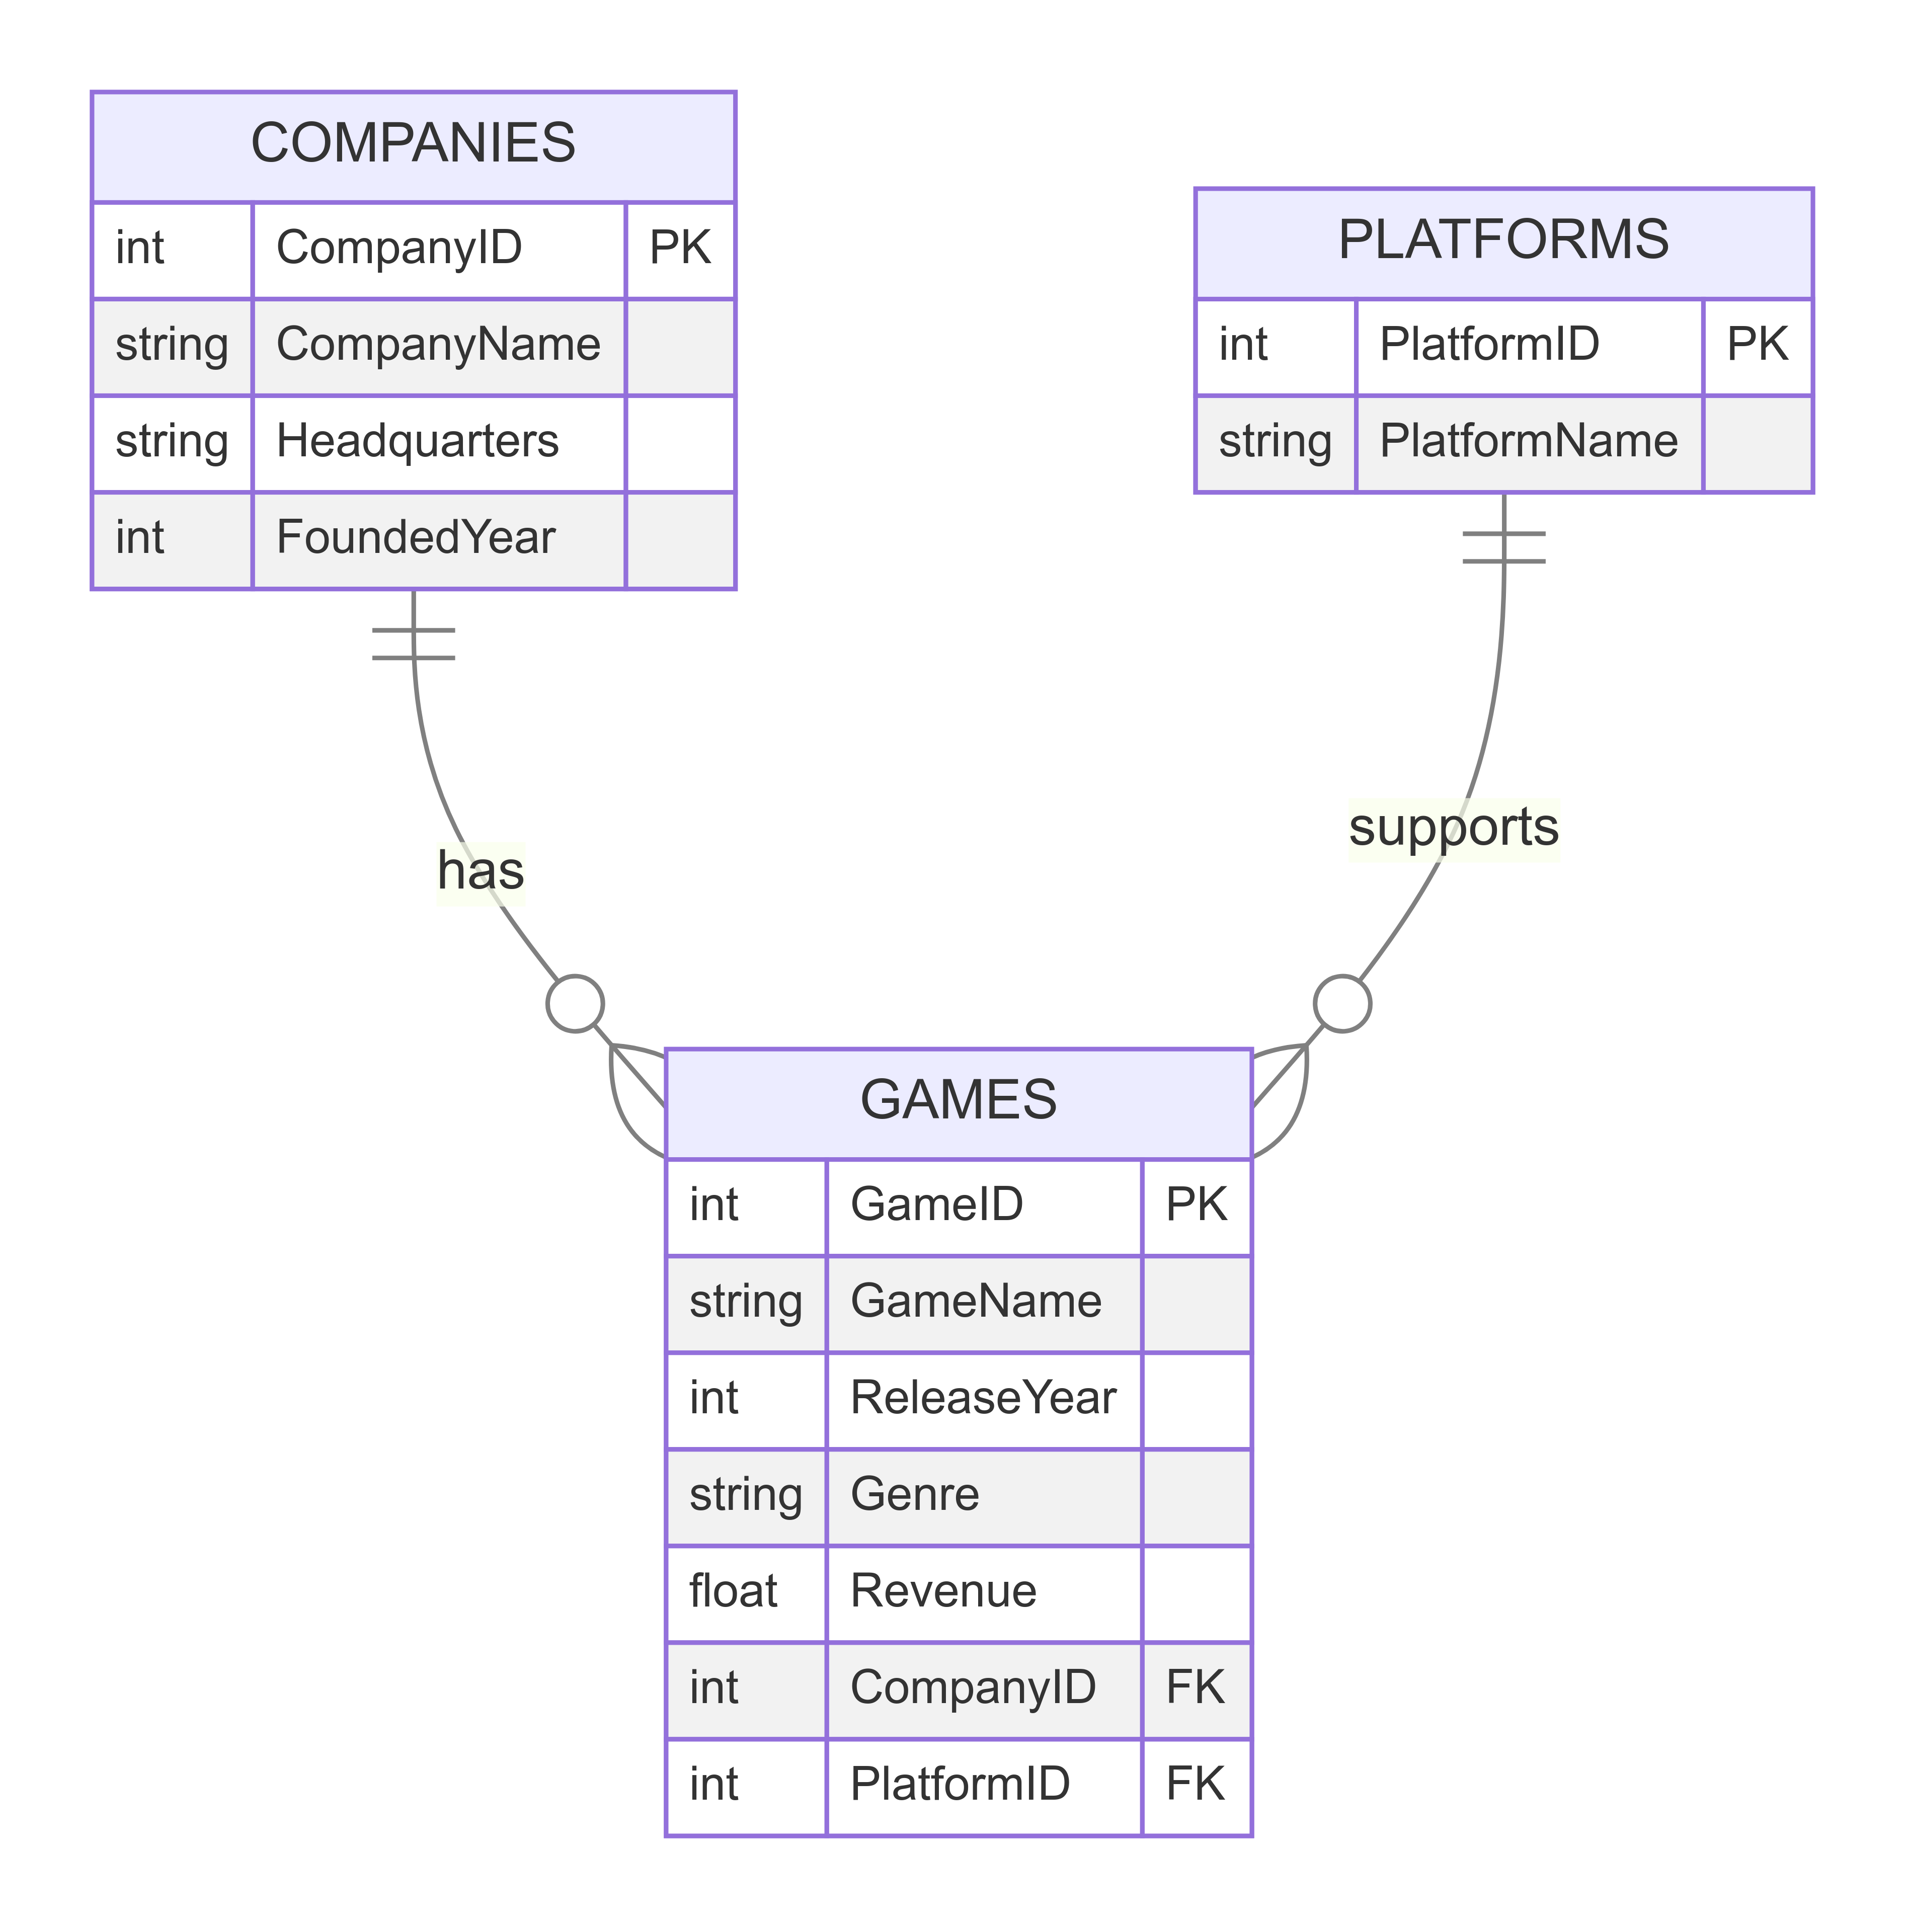 COMPANIES
int CompanyID PK
string CompanyName
string Headquarters
int FoundedYear
PLATFORMS
int PlatformID PK
string PlatformName
has
supports
GAMES
int GameID PK
string GameName
int ReleaseYear
string Genre
float Revenue
int CompanyID FK
int PlatformID FK